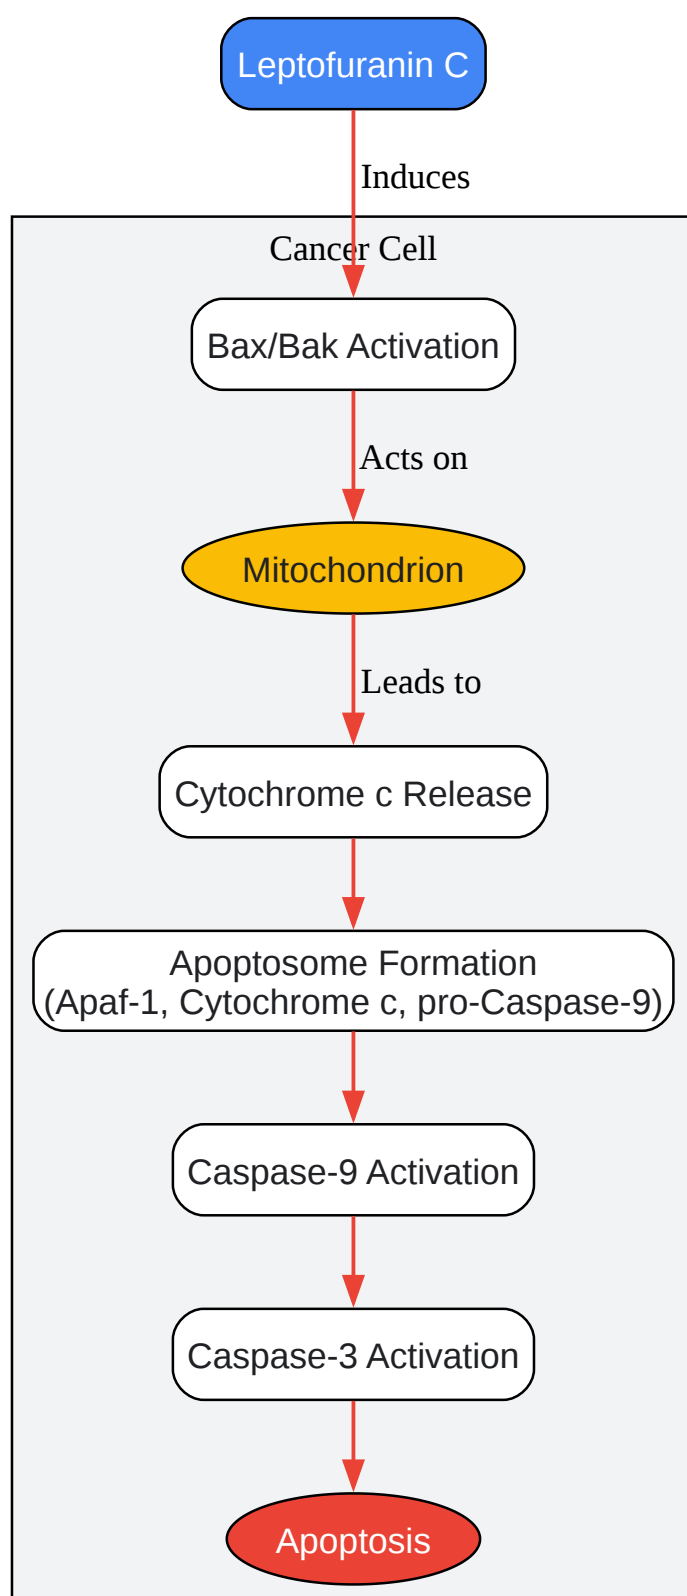 Leptofuranin C
Induces
Cancer Cell
Bax/Bak Activation
Acts on
Mitochondrion
Leads to
Cytochrome c Release
Apoptosome Formation
(Apaf-1, Cytochrome c, pro-Caspase-9)
Caspase-9 Activation
Caspase-3 Activation
Apoptosis